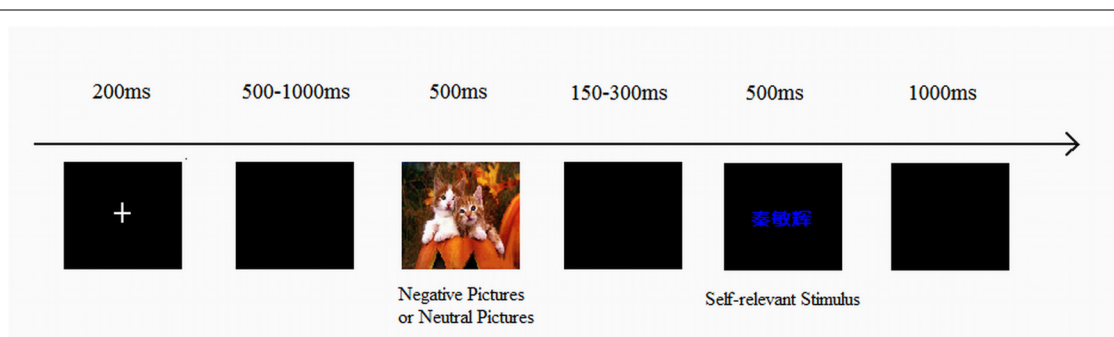 200ms
500-1000ms
500ms
150-300ms
500ms
1000ms
秦敏辉
Negative Pictures
or Neutral Pictures
Self-relevant Stimulus